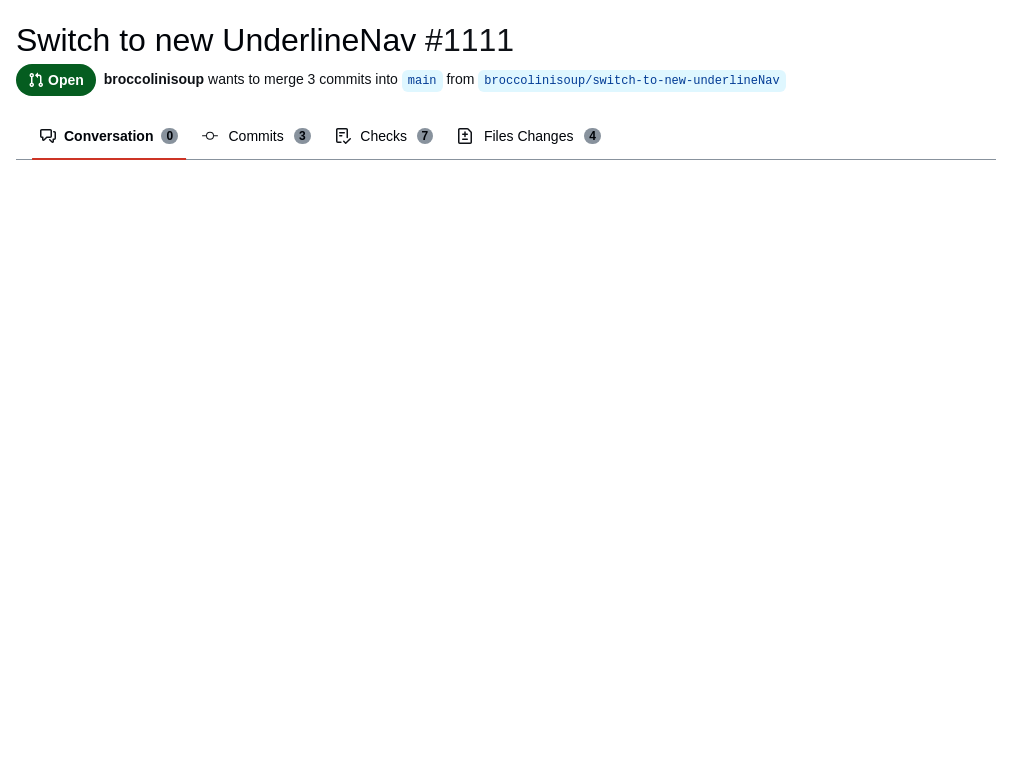 Switch to new UnderlineNav #1111
Open broccolinisoup wants to merge 3 commits into main from broccolinisoup/switch-to-new-underlineNav
Conversation 0 Commits 3 Checks 7 Files Changes 4